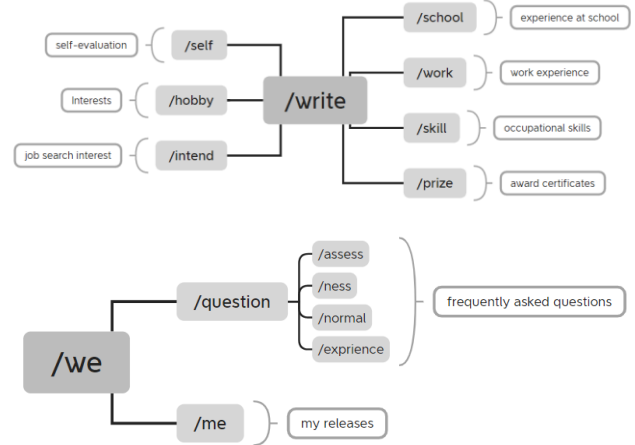 /write
/self
self-evaluation
/hobby
Interests
/intend
job search interest
/school
experience at school
/work
work experience
/skill
occupational skills
/prize
award certificates
/we
/question
/assess
/ness
/normal
/exprience
frequently asked questions
/me
my releases